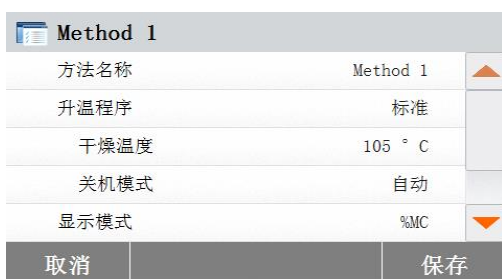 Method 1
方法名称 Method 1
升温程序 标准
干燥温度 105 ° C
关机模式 自动
显示模式 %MC
取消 保存